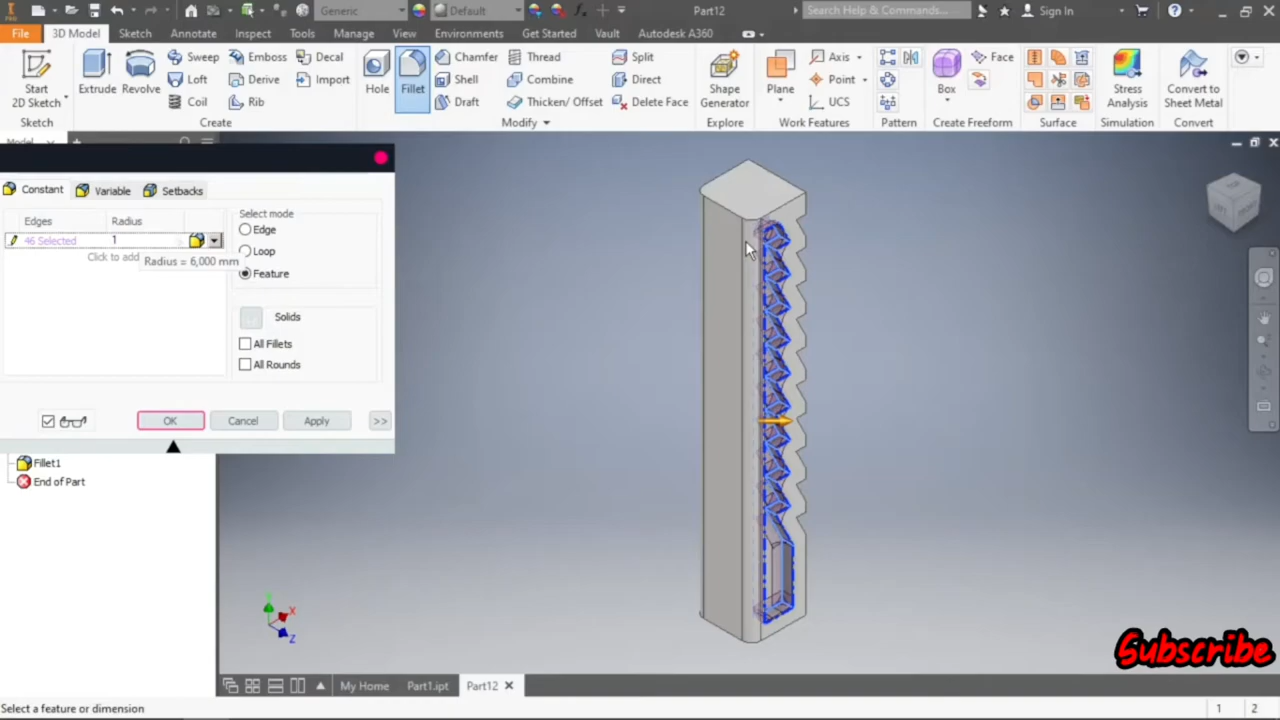 PRO
Generic
Default
Part12
Search Help & Commands...
Sign In
File
3D Model
Sketch
Annotate
Inspect
Tools
Manage
View
Environments
Get Started
Vault
Autodesk A360
Start
2D Sketch
Extrude
Revolve
Sweep
Loft
Coil
Emboss
Derive
Rib
Decal
Import
Hole
Fillet
Chamfer
Shell
Draft
Thread
Combine
Thicken/ Offset
Split
Direct
Delete Face
Shape
Generator
Plane
Axis
Point
UCS
Box
Face
Stress
Analysis
Convert to
Sheet Metal
Sketch
Create
Modify
Explore
Work Features
Pattern
Create Freeform
Surface
Simulation
Convert
Model
Constant
Variable
Setbacks
Edges
Radius
46 Selected
1
Click to add
Radius = 6,000 mm
Select mode
Edge
Loop
Feature
Solids
All Fillets
All Rounds
OK
Cancel
Apply
>>
Fillet1
End of Part
X
Z
Subscribe
My Home
Part1.ipt
Part12
Select a feature or dimension
1
2